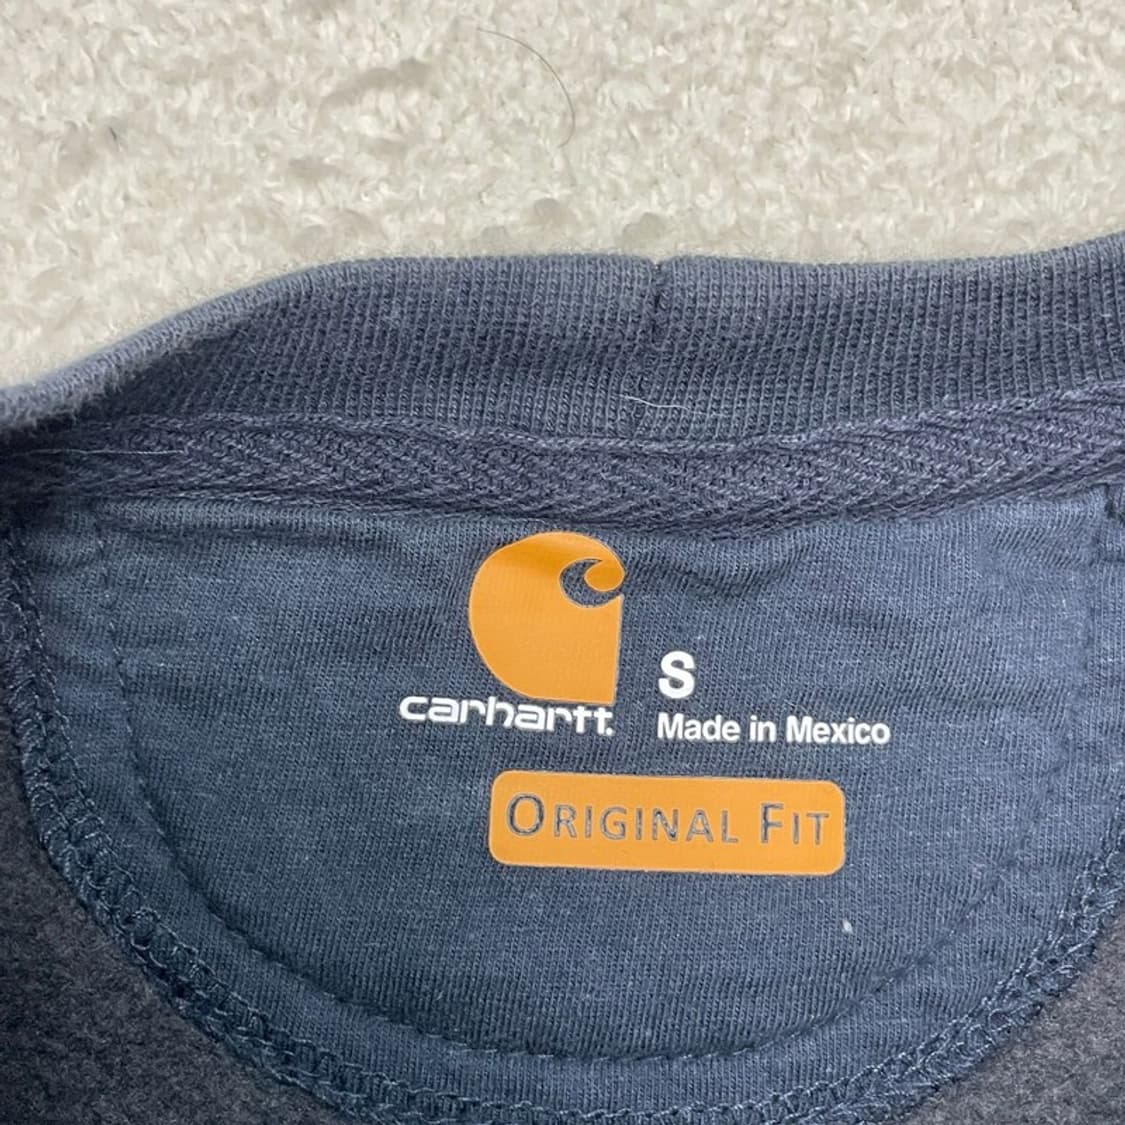 carhartt.
S
Made in Mexico
ORIGINAL FIT